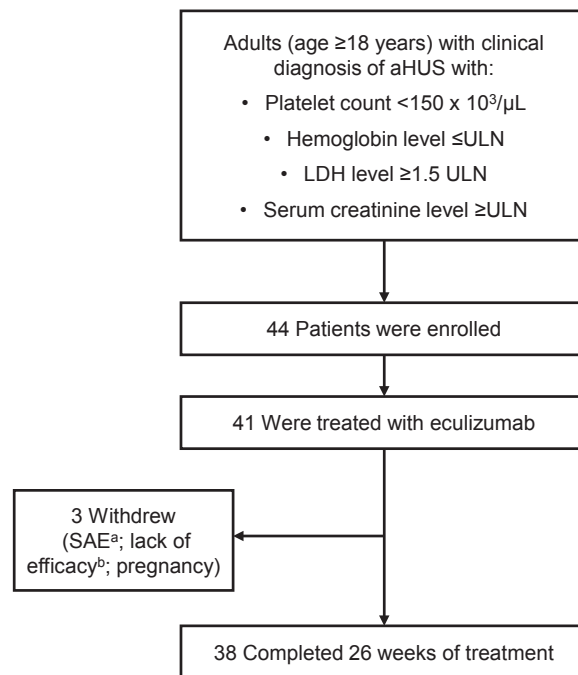 Adults (age ≥18 years) with clinical
diagnosis of aHUS with:
• Platelet count <150 x 10³/µL
• Hemoglobin level ≤ULN
• LDH level ≥1.5 ULN
• Serum creatinine level ≥ULN
44 Patients were enrolled
41 Were treated with eculizumab
3 Withdrew
(SAEᵃ; lack of
efficacyᵇ; pregnancy)
38 Completed 26 weeks of treatment